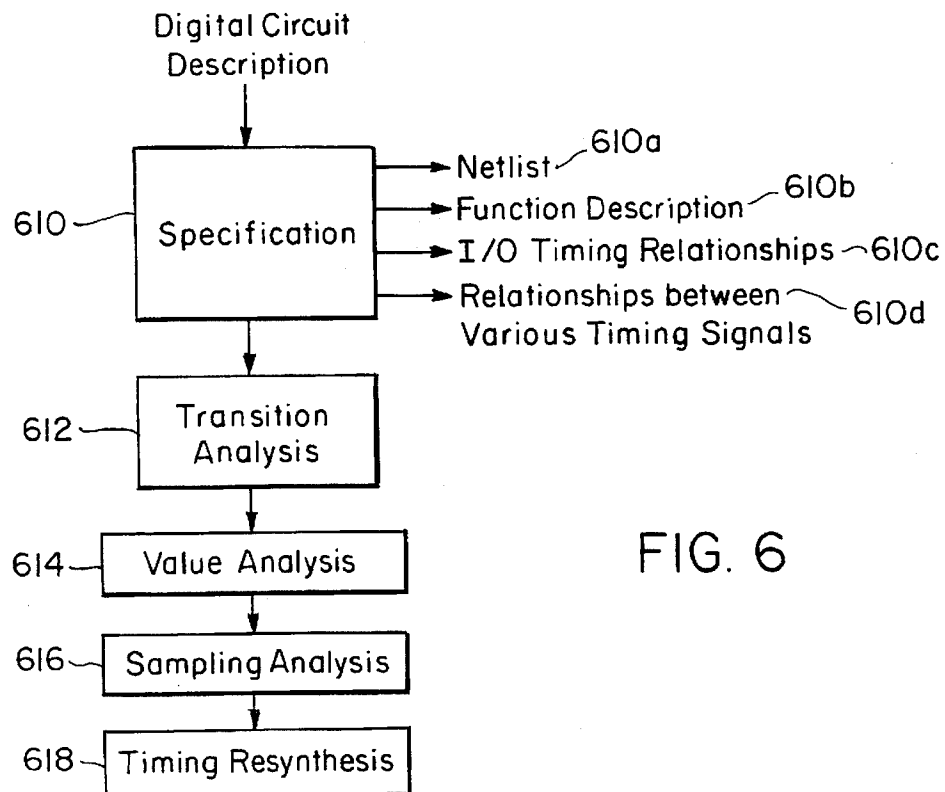 Digital Circuit
Description
610
Specification
Netlist
610a
Function Description
610b
I/O Timing Relationships
610c
Relationships between
Various Timing Signals
610d
612
Transition
Analysis
614
Value Analysis
FIG. 6
616
Sampling Analysis
618
Timing Resynthesis